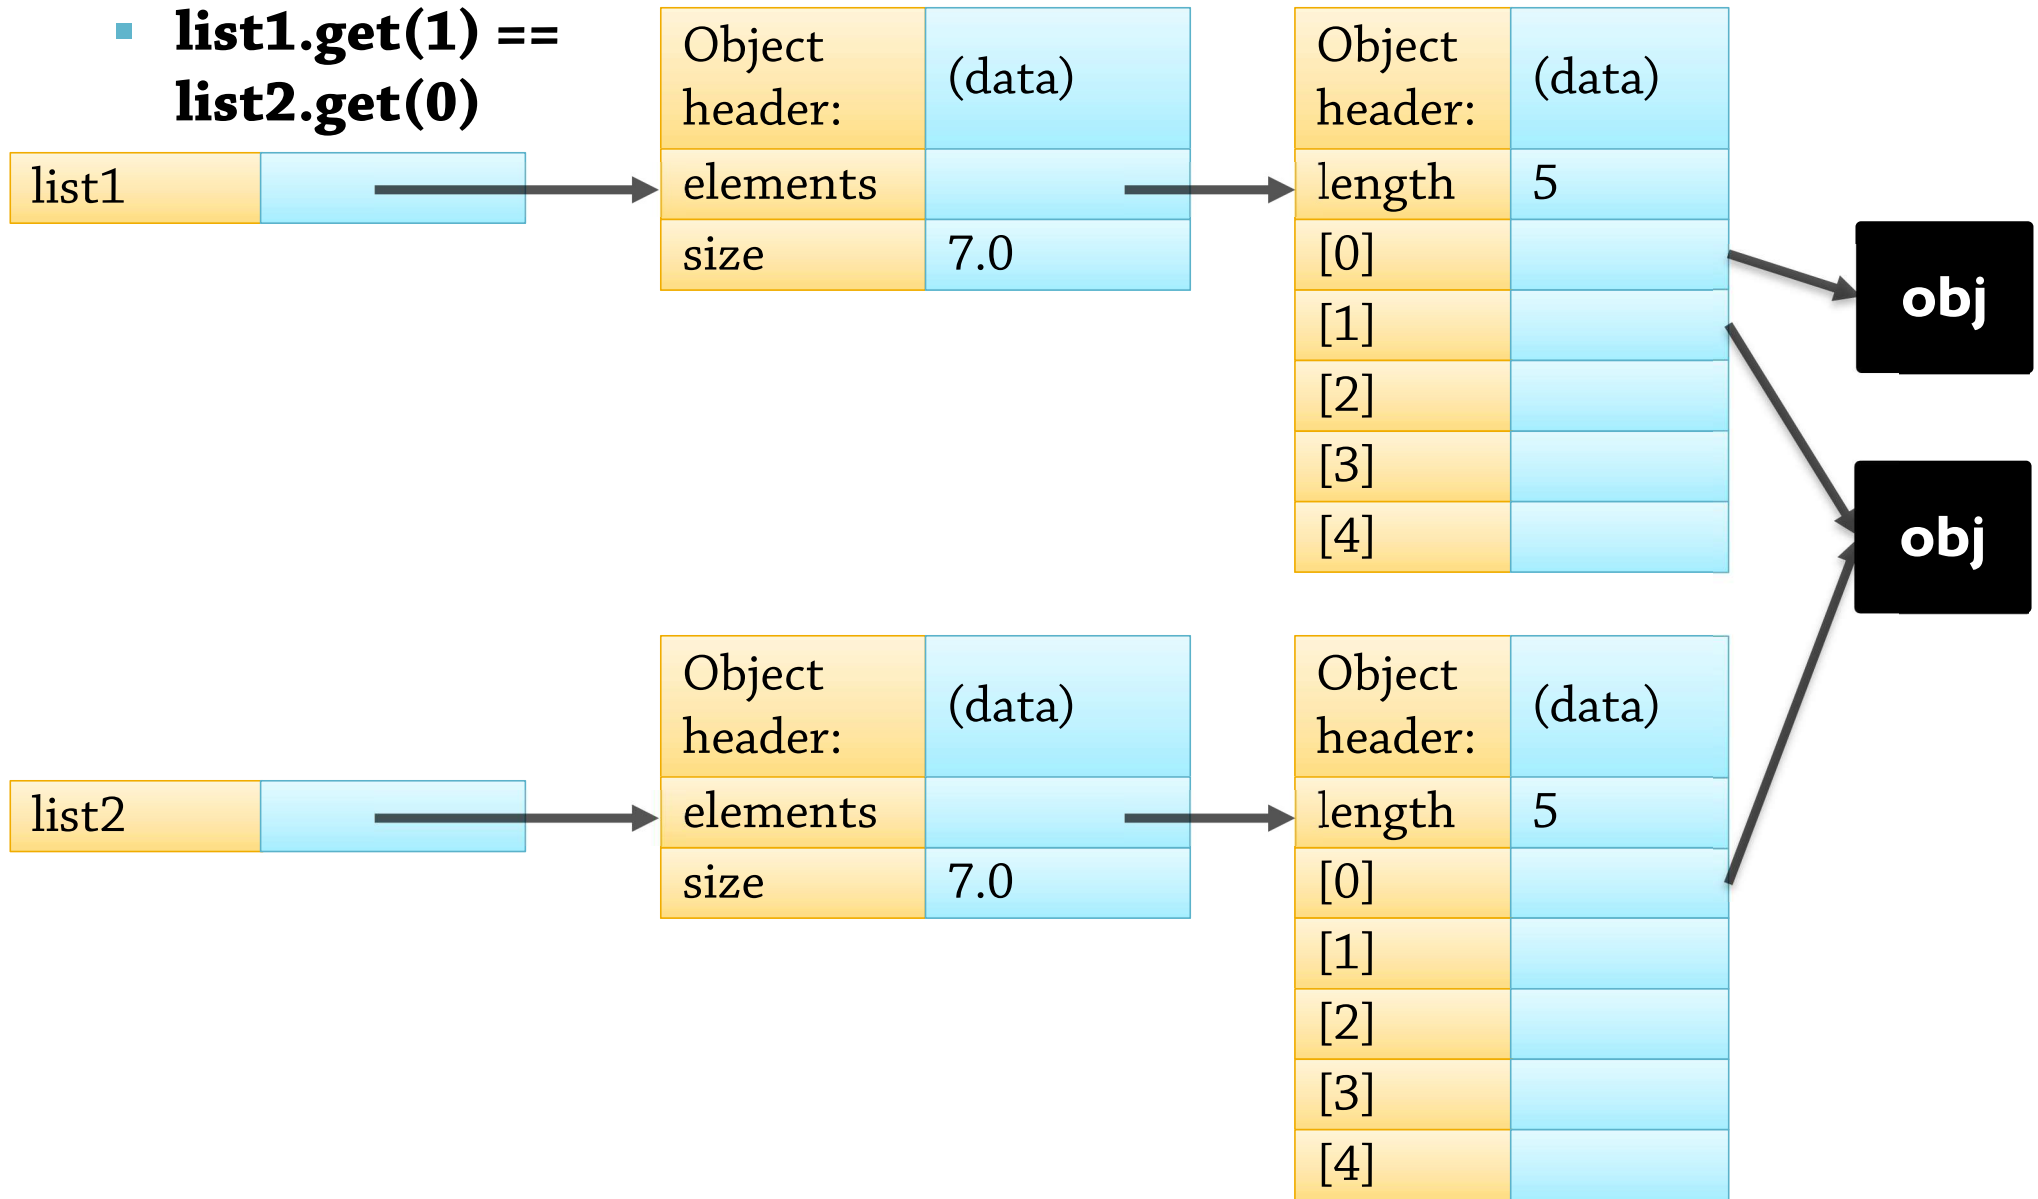 list1.get(1) ==
list2.get(0)
list1
Object
header:
(data)
elements
size
7.0
Object
header:
(data)
length
5
[0]
[1]
[2]
[3]
[4]
obj
obj
list2
Object
header:
(data)
elements
size
7.0
Object
header:
(data)
length
5
[0]
[1]
[2]
[3]
[4]